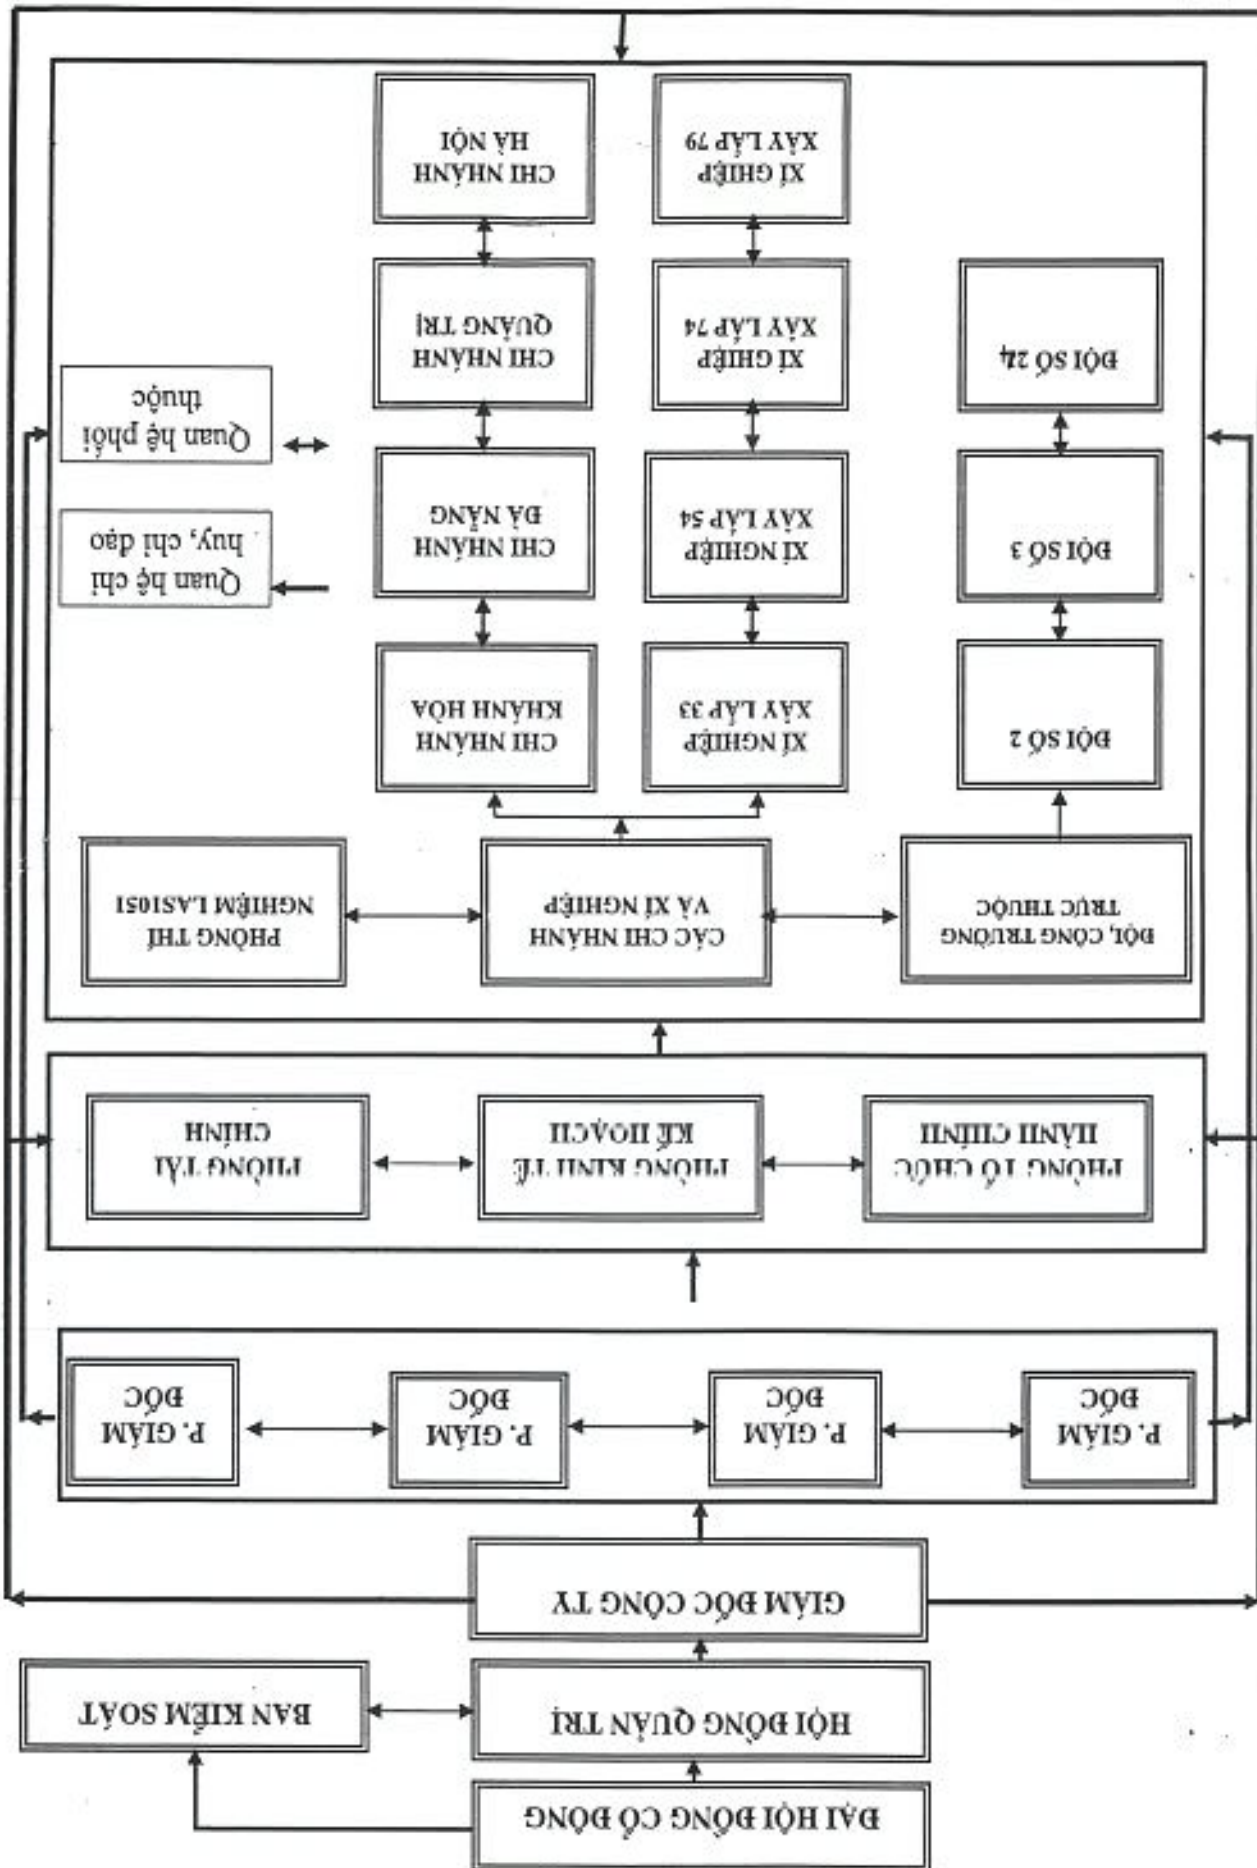 ĐẠI HỘI ĐỒNG CỔ ĐÔNG
HỘI ĐỒNG QUẢN TRỊ
BAN KIỂM SOÁT
GIÁM ĐỐC CÔNG TY
P. GIÁM
ĐỐC
P. GIÁM
ĐỐC
P. GIÁM
ĐỐC
P. GIÁM
ĐỐC
PHÒNG TỔ CHỨC
HÀNH CHÍNH
PHÒNG KINH TẾ
KẾ HOẠCH
PHÒNG TÀI
CHÍNH
ĐỘI, CÔNG TRƯỜNG
TRỰC THUỘC
CÁC CHI NHÁNH
VÀ XÍ NGHIỆP
PHÒNG THÍ
NGHIỆM LAS1051
ĐỘI SỐ 2
XÍ NGHIỆP
XÂY LẮP 33
CHI NHÁNH
KHÁNH HÒA
ĐỘI SỐ 3
XÍ NGHIỆP
XÂY LẮP 54
CHI NHÁNH
ĐÀ NẴNG
Quan hệ chỉ
huy, chỉ đạo
Quan hệ phối
thuộc
ĐỘI SỐ 24
XÍ GHIỆP
XÂY LẮP 74
CHI NHÁNH
QUẢNG TRỊ
XÍ GHIỆP
XÂY LẮP 79
CHI NHÁNH
HÀ NỘI